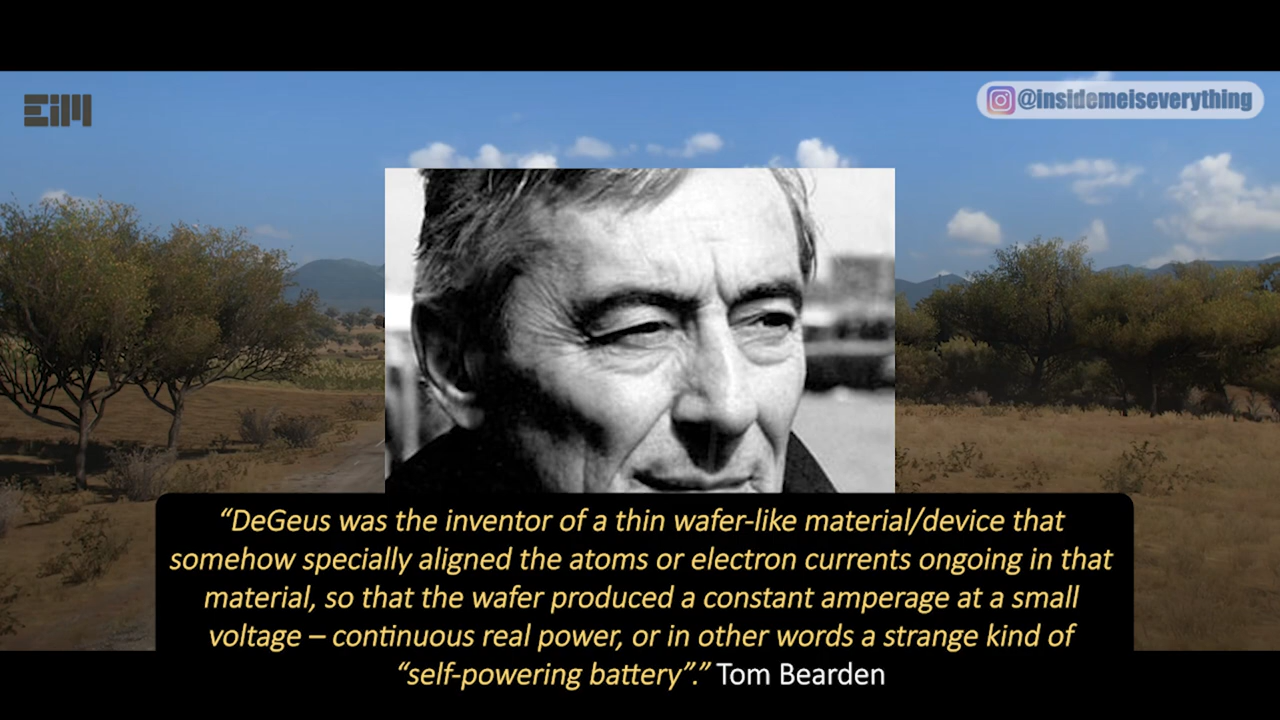 EiM
@insidemeiseverything
“DeGeus was the inventor of a thin wafer-like material/device that
somehow specially aligned the atoms or electron currents ongoing in that
material, so that the wafer produced a constant amperage at a small
voltage – continuous real power, or in other words a strange kind of
“self-powering battery”.” Tom Bearden